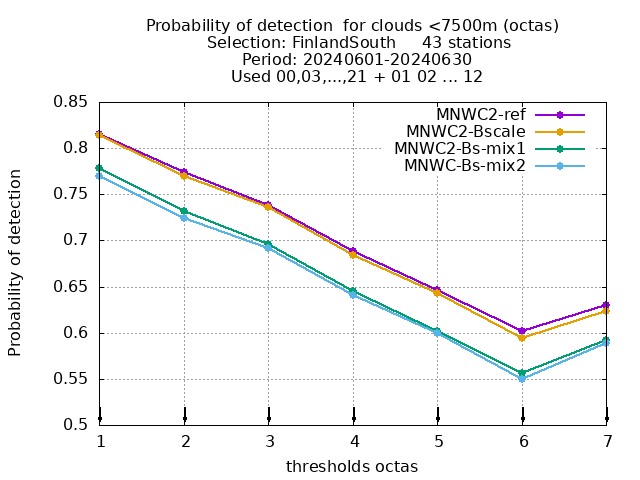 Probability of detection  for clouds <7500m (octas)
Selection: FinlandSouth     43 stations
Period: 20240601-20240630
Used 00,03,...,21 + 01 02 ... 12
MNWC2-ref
MNWC2-Bscale
MNWC2-Bs-mix1
MNWC-Bs-mix2
Probability of detection
0.85
0.8
0.75
0.7
0.65
0.6
0.55
0.5
1 2 3 4 5 6 7
thresholds octas